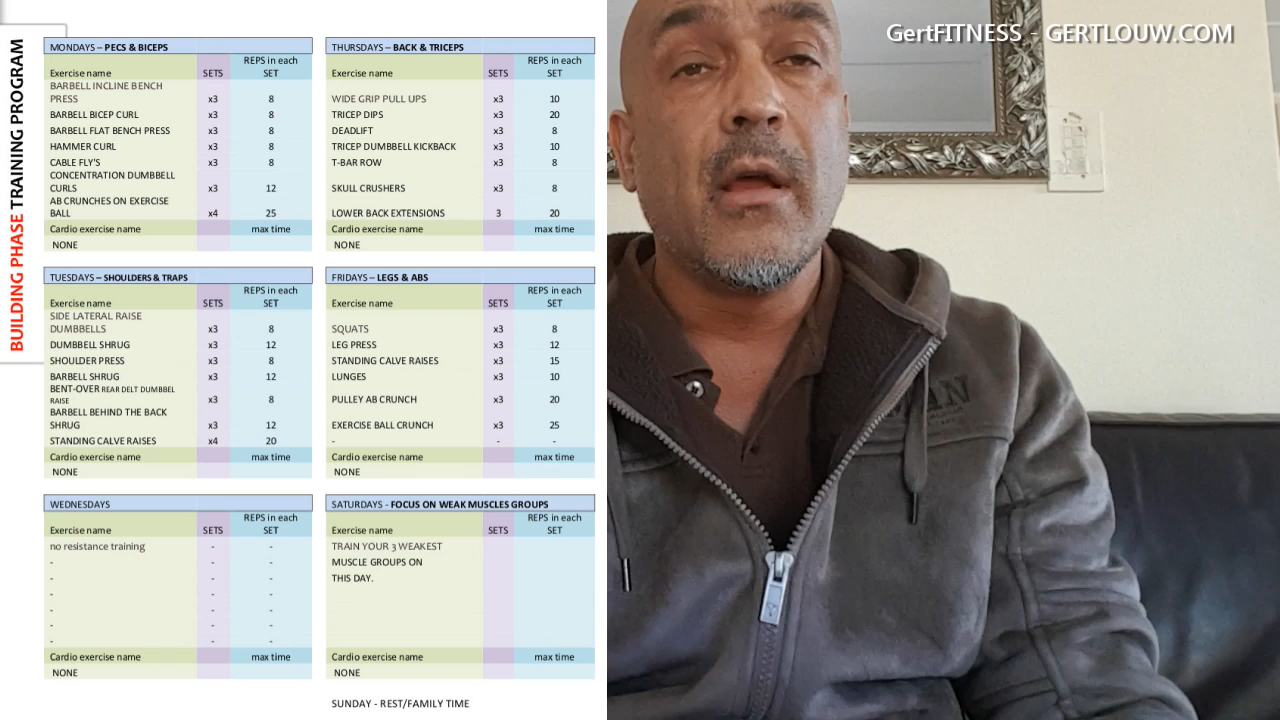 GertFITNESS - GERTLOUW.COM
BUILDING PHASE TRAINING PROGRAM
MONDAYS – PECS & BICEPS
Exercise name SETS REPS in each SET
BARBELL INCLINE BENCH
PRESS x3 8
BARBELL BICEP CURL x3 8
BARBELL FLAT BENCH PRESS x3 8
HAMMER CURL x3 8
CABLE FLY'S x3 8
CONCENTRATION DUMBBELL
CURLS x3 12
AB CRUNCHES ON EXERCISE
BALL x4 25
Cardio exercise name max time
NONE
THURSDAYS – BACK & TRICEPS
Exercise name SETS REPS in each SET
WIDE GRIP PULL UPS x3 10
TRICEP DIPS x3 20
DEADLIFT x3 8
TRICEP DUMBBELL KICKBACK x3 10
T-BAR ROW x3 8
SKULL CRUSHERS x3 8
LOWER BACK EXTENSIONS 3 20
Cardio exercise name max time
NONE
TUESDAYS – SHOULDERS & TRAPS
Exercise name SETS REPS in each SET
SIDE LATERAL RAISE
DUMBBELLS x3 8
DUMBBELL SHRUG x3 12
SHOULDER PRESS x3 8
BARBELL SHRUG x3 12
BENT-OVER REAR DELT DUMBBEL
RAISE x3 8
BARBELL BEHIND THE BACK
SHRUG x3 12
STANDING CALVE RAISES x4 20
Cardio exercise name max time
NONE
FRIDAYS – LEGS & ABS
Exercise name SETS REPS in each SET
SQUATS x3 8
LEG PRESS x3 12
STANDING CALVE RAISES x3 15
LUNGES x3 10
PULLEY AB CRUNCH x3 20
EXERCISE BALL CRUNCH x3 25
- - -
Cardio exercise name max time
NONE
WEDNESDAYS
Exercise name SETS REPS in each SET
no resistance training - -
- - -
- - -
- - -
- - -
- - -
- - -
Cardio exercise name max time
NONE
SATURDAYS - FOCUS ON WEAK MUSCLES GROUPS
Exercise name SETS REPS in each SET
TRAIN YOUR 3 WEAKEST
MUSCLE GROUPS ON
THIS DAY.
Cardio exercise name max time
NONE
SUNDAY - REST/FAMILY TIME